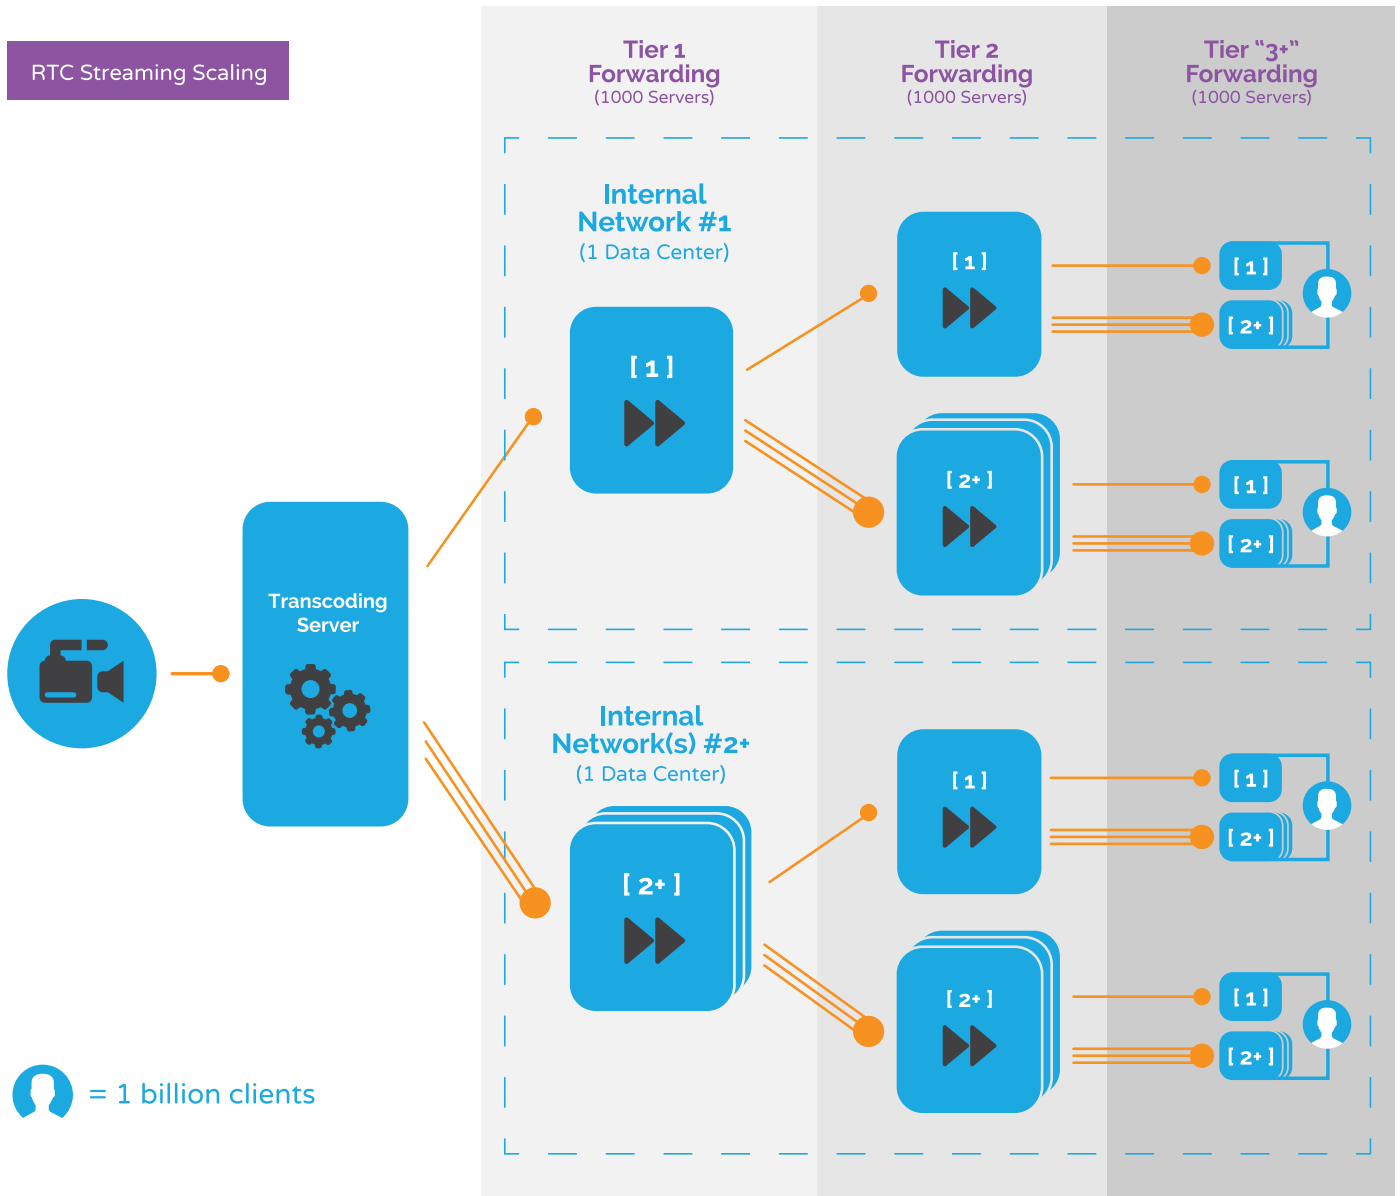 RTC Streaming Scaling
Tier 1
Forwarding
(1000 Servers)
Tier 2
Forwarding
(1000 Servers)
Tier “3+”
Forwarding
(1000 Servers)
Internal
Network #1
(1 Data Center)
[ 1 ]
[ 1 ]
[ 1 ]
[ 2+ ]
[ 2+ ]
[ 1 ]
[ 2+ ]
Transcoding
Server
Internal
Network(s) #2+
(1 Data Center)
[ 2+ ]
[ 1 ]
[ 1 ]
[ 2+ ]
[ 2+ ]
[ 1 ]
[ 2+ ]
= 1 billion clients